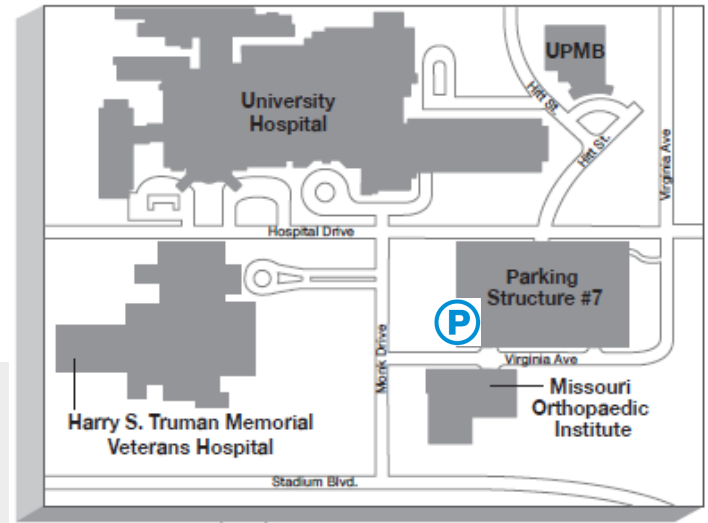 UPMB
University
Hospital
Hitt St.
Hitt St.
Virginia Ave
Hospital Drive
Parking
Structure #7
P
Monk Drive
Virginia Ave
Missouri
Orthopaedic
Institute
Harry S. Truman Memorial
Veterans Hospital
Stadium Blvd.